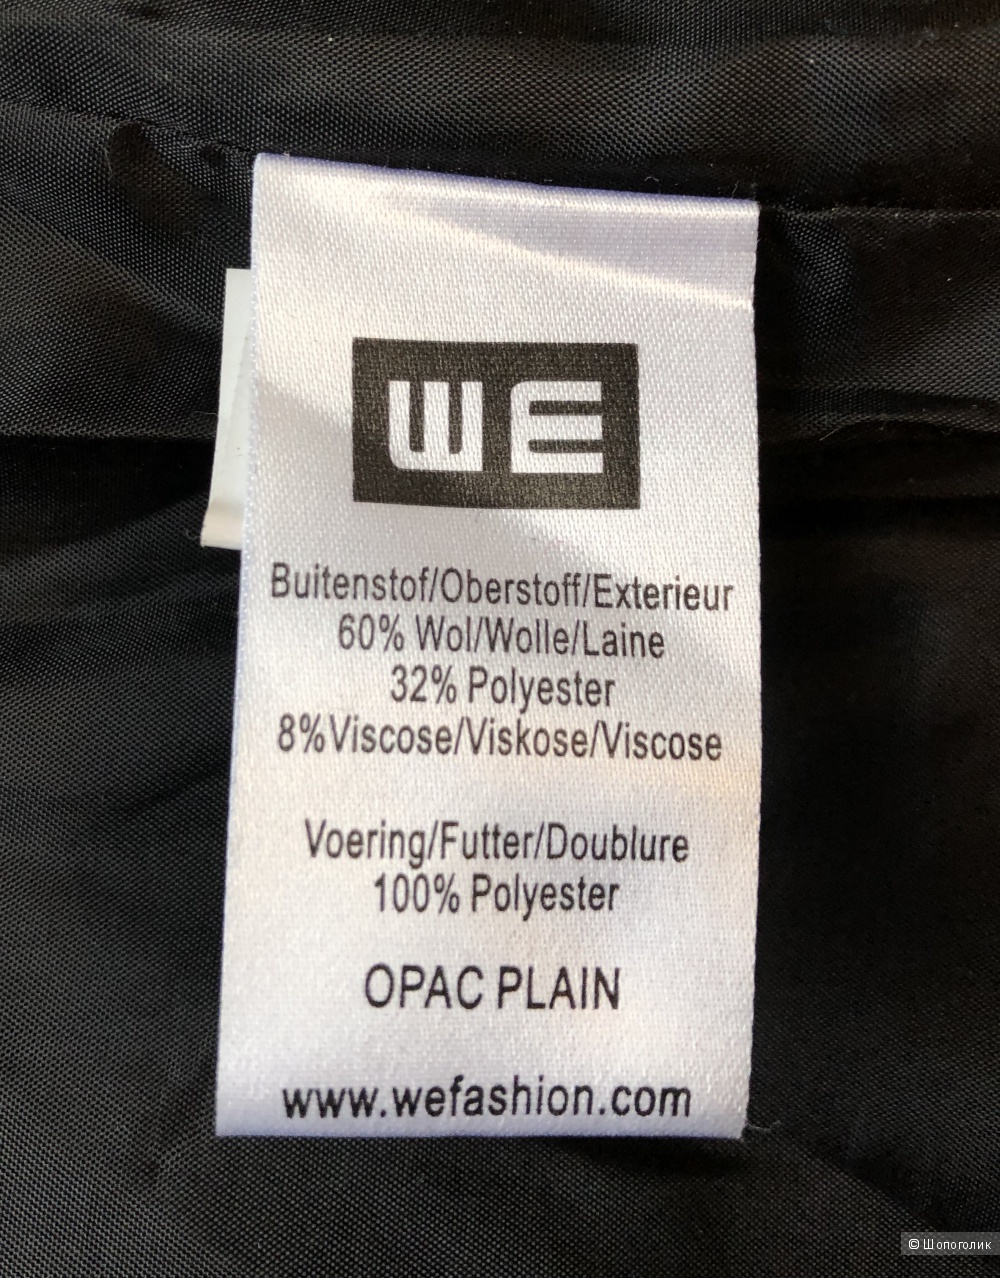 WE
Buitenstof/Oberstoff/Exterieur
60% Wol/Wolle/Laine
32% Polyester
8%Viscose/Viskose/Viscose
Voering/Futter/Doublure
100% Polyester
OPAC PLAIN
www.wefashion.com
© Шопоголик